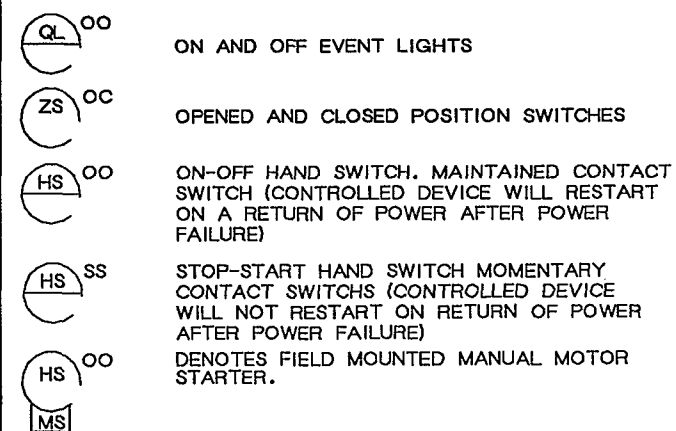 QL OO
ON AND OFF EVENT LIGHTS
ZS OC
OPENED AND CLOSED POSITION SWITCHES
HS OO
ON-OFF HAND SWITCH. MAINTAINED CONTACT
SWITCH (CONTROLLED DEVICE WILL RESTART
ON A RETURN OF POWER AFTER POWER
FAILURE)
HS SS
STOP-START HAND SWITCH MOMENTARY
CONTACT SWITCHS (CONTROLLED DEVICE
WILL NOT RESTART ON RETURN OF POWER
AFTER POWER FAILURE)
HS OO
DENOTES FIELD MOUNTED MANUAL MOTOR
STARTER.
MS